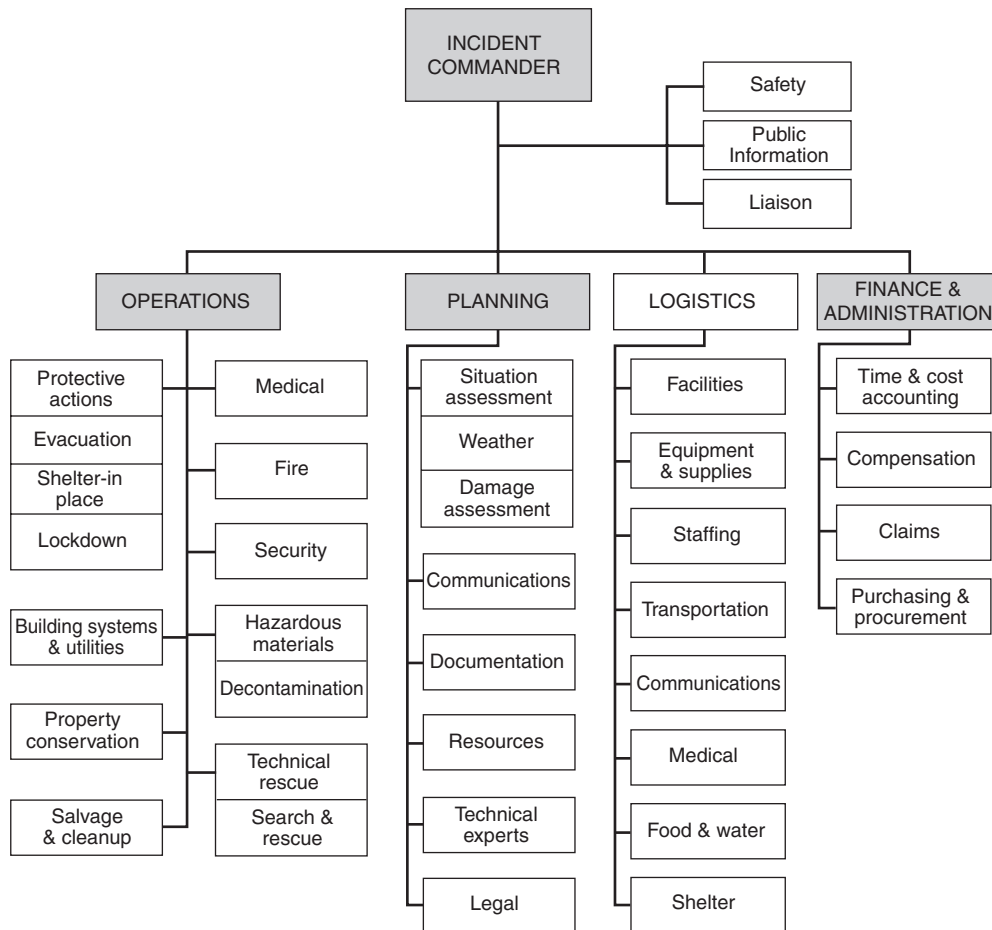 INCIDENT
COMMANDER
Safety
Public
Information
Liaison
OPERATIONS
PLANNING
LOGISTICS
FINANCE &
ADMINISTRATION
Protective
actions
Evacuation
Shelter-in
place
Lockdown
Building systems
& utilities
Property
conservation
Salvage
& cleanup
Medical
Fire
Security
Hazardous
materials
Decontamination
Technical
rescue
Search &
rescue
Situation
assessment
Weather
Damage
assessment
Communications
Documentation
Resources
Technical
experts
Legal
Facilities
Equipment
& supplies
Staffing
Transportation
Communications
Medical
Food & water
Shelter
Time & cost
accounting
Compensation
Claims
Purchasing &
procurement